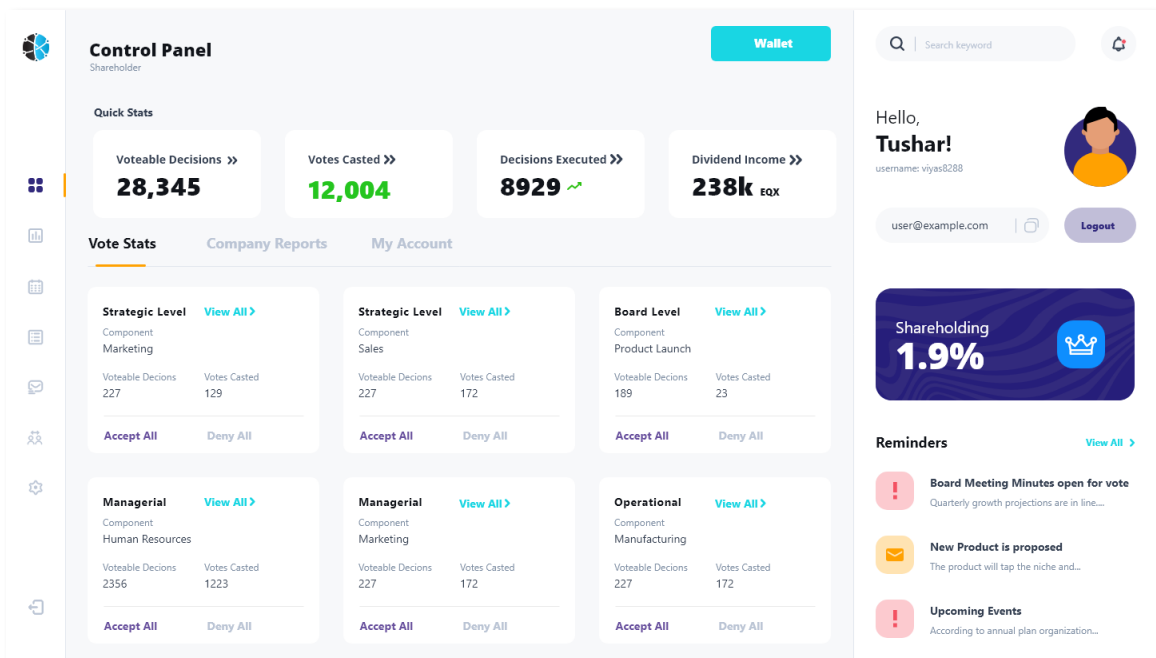 Control Panel
Shareholder
Wallet
Quick Stats
Voteable Decisions
28,345
Votes Casted
12,004
Decisions Executed
8929
Dividend Income
238k EQX
Vote Stats Company Reports My Account
Strategic Level View All
Component
Marketing
Voteable Decions Votes Casted
227 129
Accept All Deny All
Strategic Level View All
Component
Sales
Voteable Decions Votes Casted
227 172
Accept All Deny All
Board Level View All
Component
Product Launch
Voteable Decions Votes Casted
189 23
Accept All Deny All
Managerial View All
Component
Human Resources
Voteable Decions Votes Casted
2356 1223
Accept All Deny All
Managerial View All
Component
Marketing
Voteable Decions Votes Casted
227 172
Accept All Deny All
Operational View All
Component
Manufacturing
Voteable Decions Votes Casted
227 172
Accept All Deny All
Search keyword
Hello,
Tushar!
username: viyas8288
user@example.com
Logout
Shareholding
1.9%
Reminders View All
Board Meeting Minutes open for vote
Quarterly growth projections are in line....
New Product is proposed
The product will tap the niche and...
Upcoming Events
According to annual plan organization...